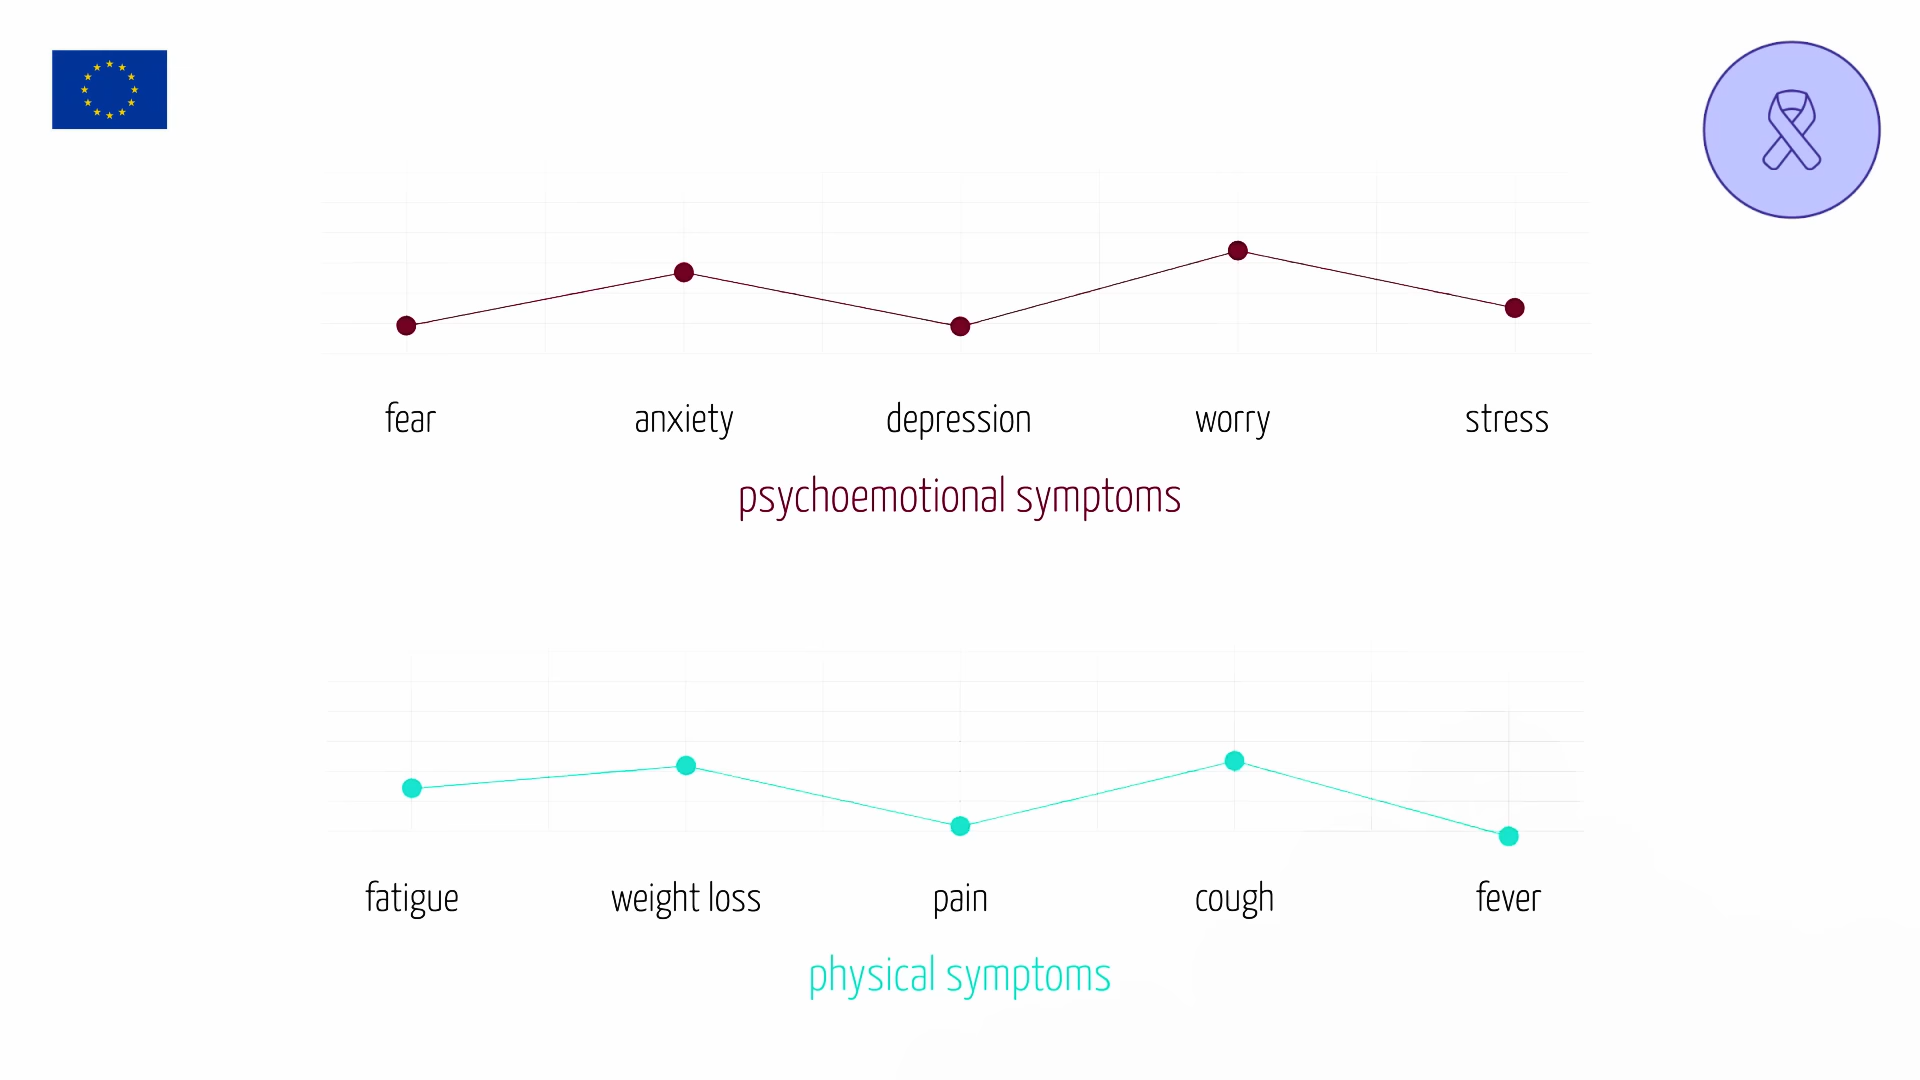 fear anxiety depression worry stress
psychoemotional symptoms
fatigue weight loss pain cough fever
physical symptoms